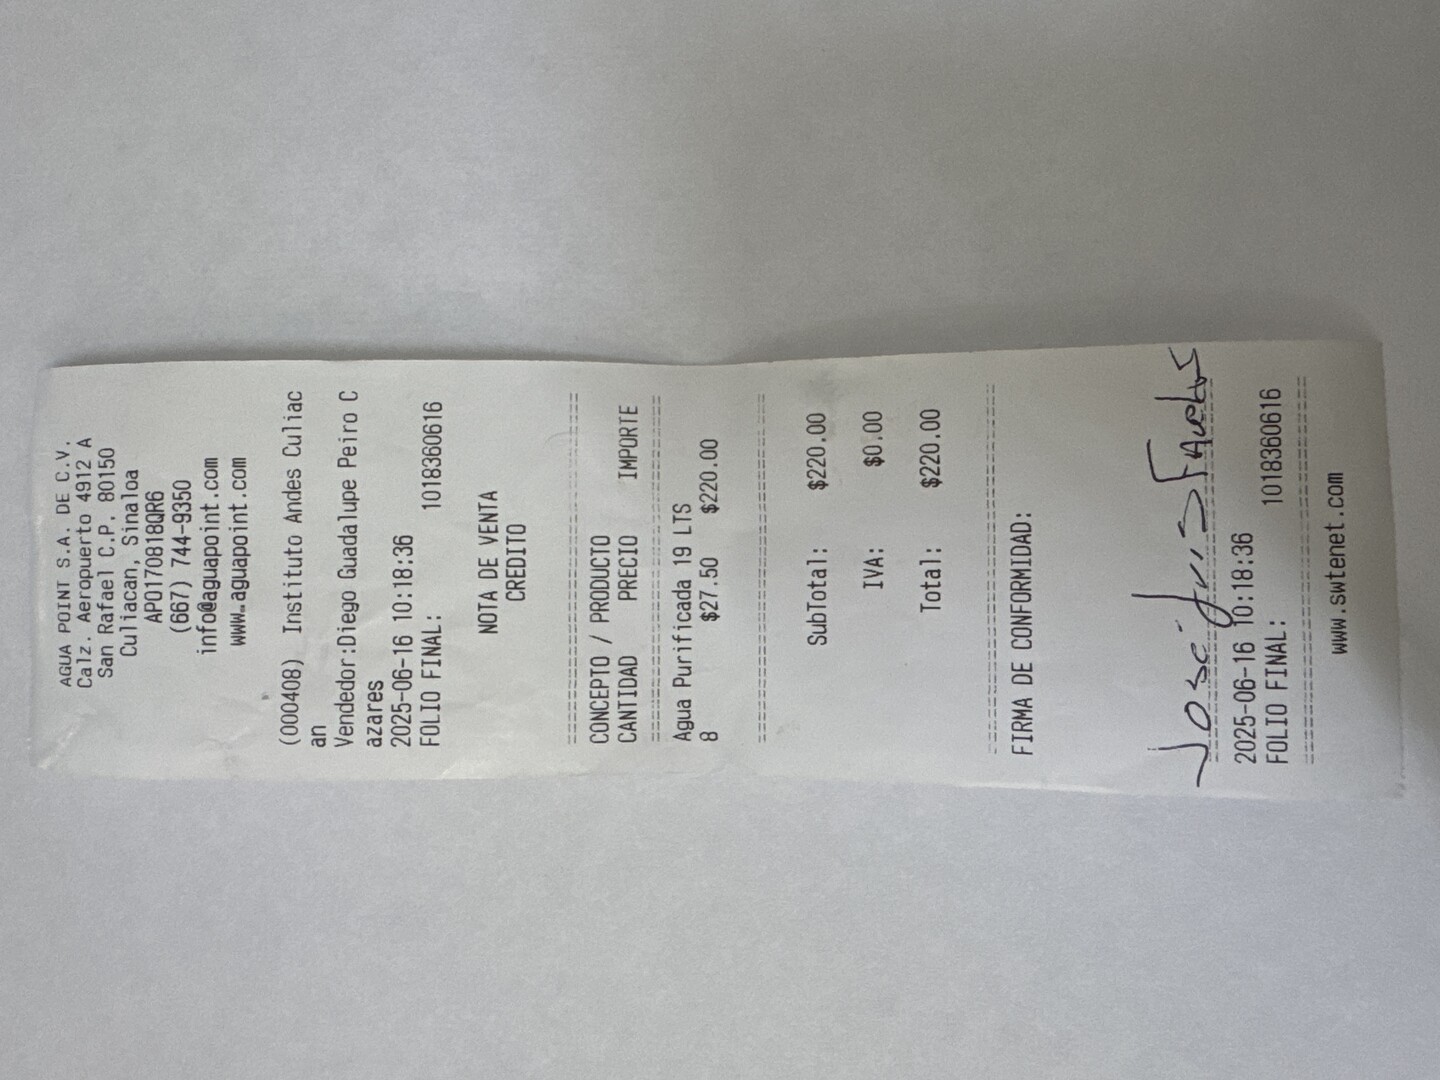 AGUA POINT S.A. DE C.V.
Calz. Aeropuerto 4912 A
San Rafael C.P. 80150
Culiacan, Sinaloa
APO170818QR6
(667) 744-9350
info@aguapoint.com
www.aguapoint.com
(000408) Instituto Andes Culiac
an
Vendedor:Diego Guadalupe Peiro C
azares
2025-06-16 10:18:36
FOLIO FINAL: 1018360616
NOTA DE VENTA
CREDITO
CONCEPTO / PRODUCTO
CANTIDAD PRECIO IMPORTE
Agua Purificada 19 LTS
8 $27.50 $220.00
SubTotal: $220.00
IVA: $0.00
Total: $220.00
FIRMA DE CONFORMIDAD:
José Luis
2025-06-16 10:18:36
FOLIO FINAL: 1018360616
www.swtenet.com